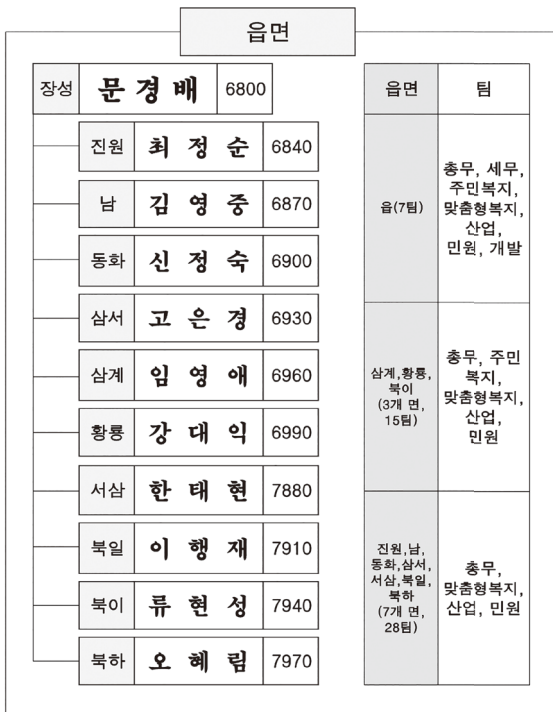 읍면
장성 문경배 6800
진원 최정순 6840
남 김영중 6870
동화 신정숙 6900
삼서 고은경 6930
삼계 임영애 6960
황룡 강대익 6990
서삼 한태현 7880
북일 이행재 7910
북이 류현성 7940
북하 오혜림 7970
읍면 팀
읍(7팀)
총무, 세무,
주민복지,
맞춤형복지,
산업,
민원, 개발
삼계,황룡,
북이
(3개 면,
15팀)
총무, 주민
복지,
맞춤형복지,
산업,
민원
진원,남,
동화,삼서,
서삼,북일,
북하
(7개 면,
28팀)
총무,
맞춤형복지,
산업, 민원